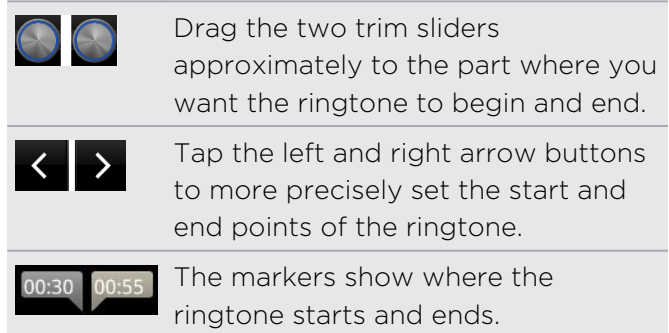 Drag the two trim sliders
approximately to the part where you
want the ringtone to begin and end.
Tap the left and right arrow buttons
to more precisely set the start and
end points of the ringtone.
00:30 00:55
The markers show where the
ringtone starts and ends.